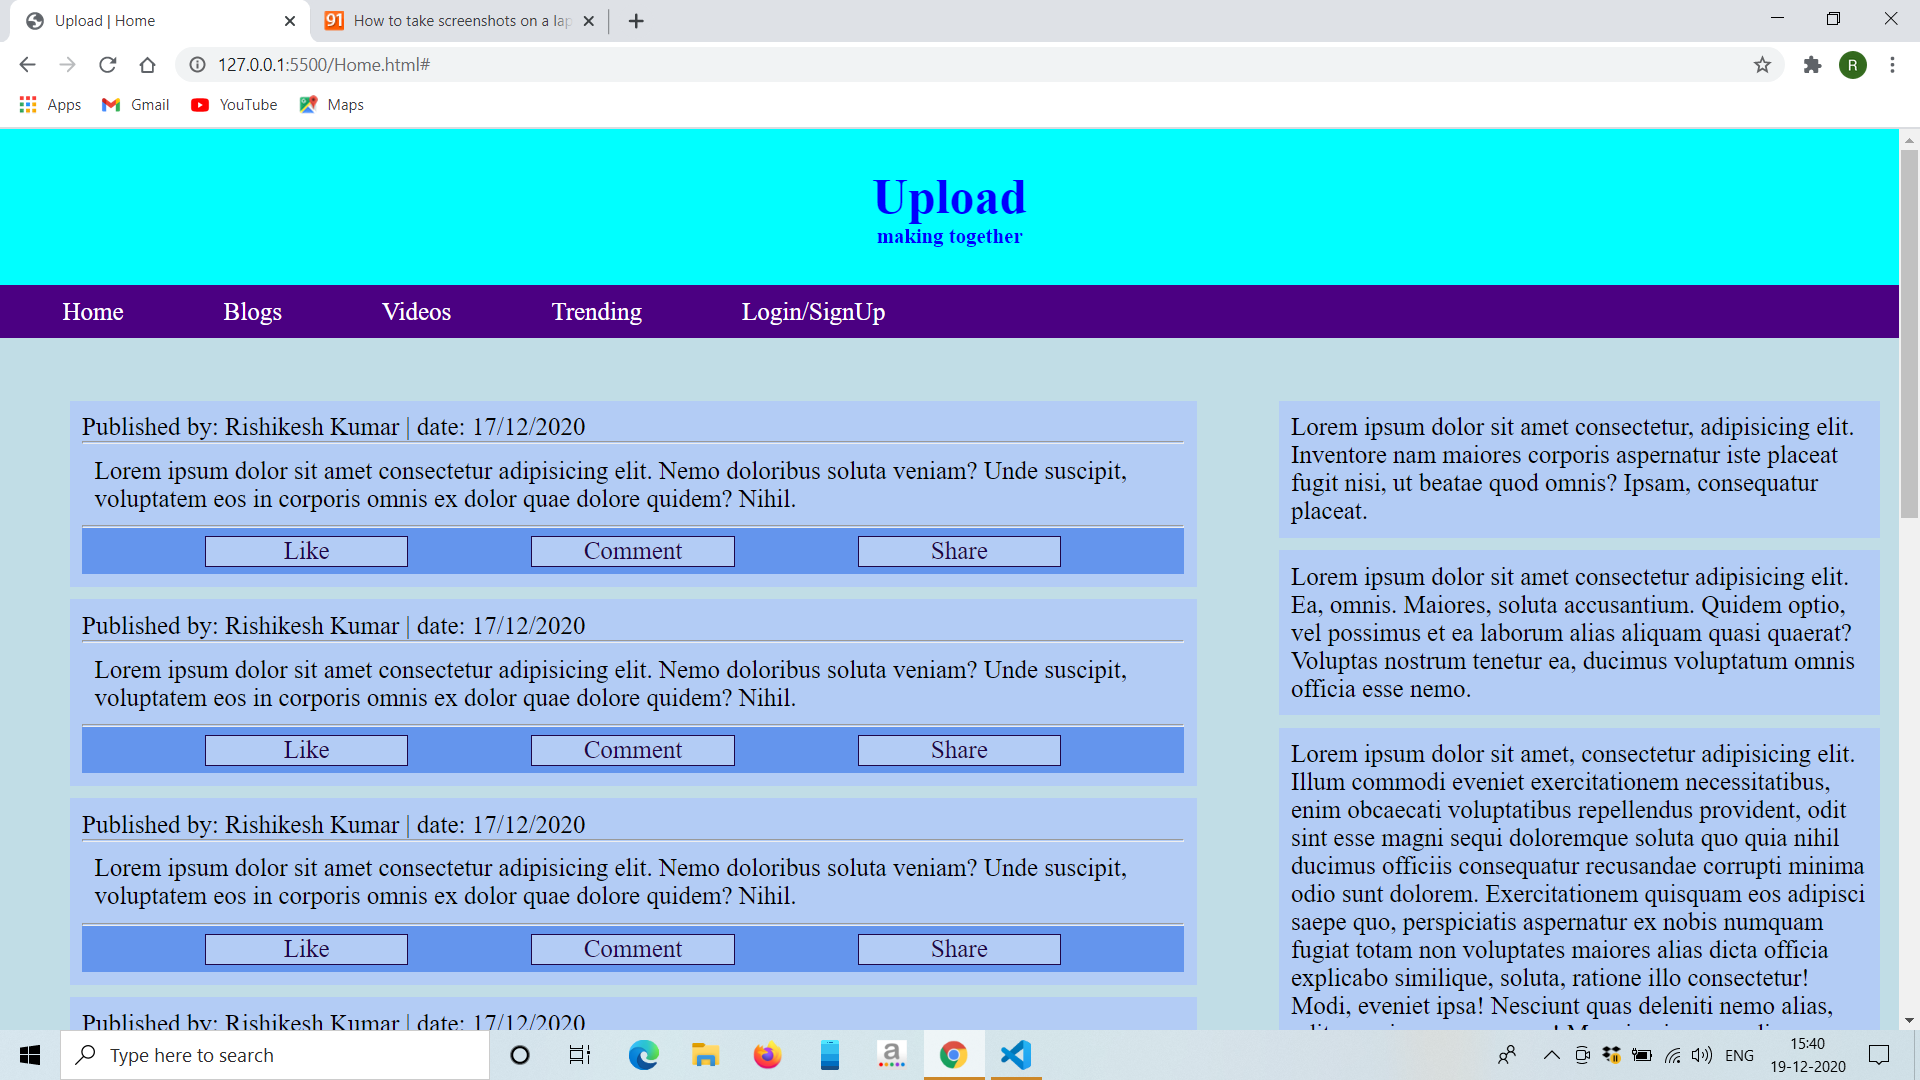 Upload | Home
91 How to take screenshots on a lap
127.0.0.1:5500/Home.html#
R
Apps Gmail YouTube Maps
Upload
making together
Home Blogs Videos Trending Login/SignUp
Published by: Rishikesh Kumar | date: 17/12/2020
Lorem ipsum dolor sit amet consectetur adipisicing elit. Nemo doloribus soluta veniam? Unde suscipit,
voluptatem eos in corporis omnis ex dolor quae dolore quidem? Nihil.
Like Comment Share
Published by: Rishikesh Kumar | date: 17/12/2020
Lorem ipsum dolor sit amet consectetur adipisicing elit. Nemo doloribus soluta veniam? Unde suscipit,
voluptatem eos in corporis omnis ex dolor quae dolore quidem? Nihil.
Like Comment Share
Published by: Rishikesh Kumar | date: 17/12/2020
Lorem ipsum dolor sit amet consectetur adipisicing elit. Nemo doloribus soluta veniam? Unde suscipit,
voluptatem eos in corporis omnis ex dolor quae dolore quidem? Nihil.
Like Comment Share
Published by: Rishikesh Kumar | date: 17/12/2020
Lorem ipsum dolor sit amet consectetur, adipisicing elit.
Inventore nam maiores corporis aspernatur iste placeat
fugit nisi, ut beatae quod omnis? Ipsam, consequatur
placeat.
Lorem ipsum dolor sit amet consectetur adipisicing elit.
Ea, omnis. Maiores, soluta accusantium. Quidem optio,
vel possimus et ea laborum alias aliquam quasi quaerat?
Voluptas nostrum tenetur ea, ducimus voluptatum omnis
officia esse nemo.
Lorem ipsum dolor sit amet, consectetur adipisicing elit.
Illum commodi eveniet exercitationem necessitatibus,
enim obcaecati voluptatibus repellendus provident, odit
sint esse magni sequi doloremque soluta quo quia nihil
ducimus officiis consequatur recusandae corrupti minima
odio sunt dolorem. Exercitationem quisquam eos adipisci
saepe quo, perspiciatis aspernatur ex nobis numquam
fugiat totam non voluptates maiores alias dicta officia
explicabo similique, soluta, ratione illo consectetur!
Modi, eveniet ipsa! Nesciunt quas deleniti nemo alias,
Type here to search
a
ENG
15:40
19-12-2020